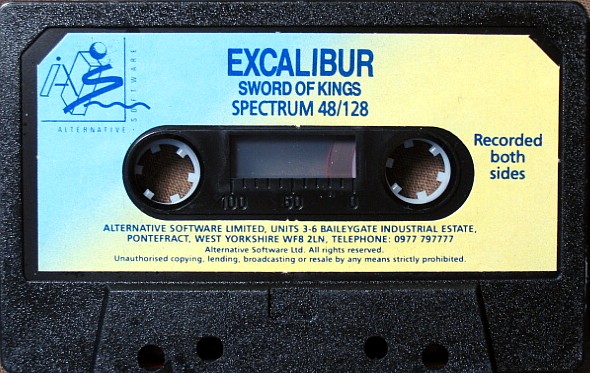 EXCALIBUR
SWORD OF KINGS
SPECTRUM 48/128
iAS
ALTERNATIVE · SOFTWARE
Recorded
both
sides
100 50 0
ALTERNATIVE SOFTWARE LIMITED, UNITS 3-6 BAILEYGATE INDUSTRIAL ESTATE,
PONTEFRACT, WEST YORKSHIRE WF8 2LN, TELEPHONE: 0977 797777
Alternative Software Ltd. All rights reserved.
Unauthorised copying, lending, broadcasting or resale by any means strictly prohibited.